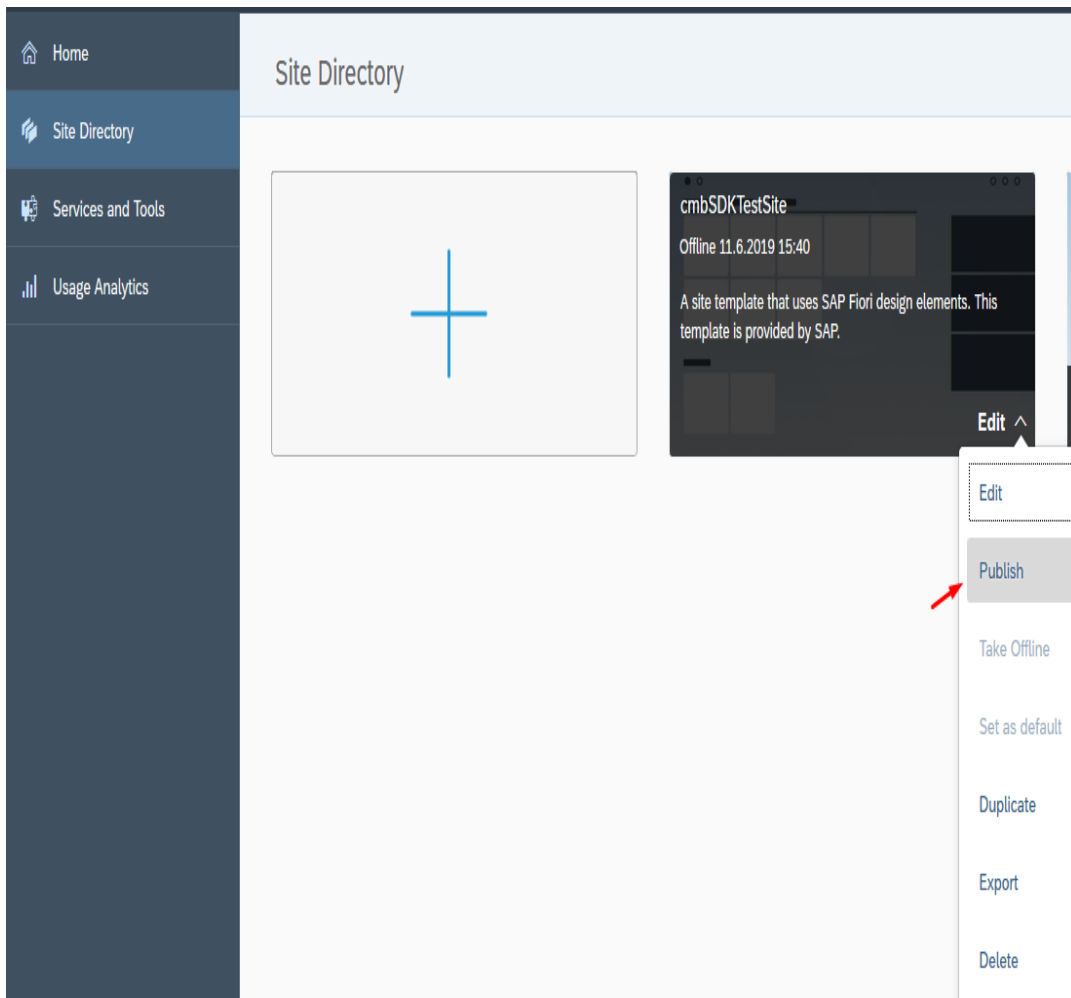 Home
Site Directory
Services and Tools
Usage Analytics
Site Directory
cmbSDKTestSite
Offline 11.6.2019 15:40
A site template that uses SAP Fiori design elements. This
template is provided by SAP.
Edit
Edit
Publish
Take Offline
Set as default
Duplicate
Export
Delete